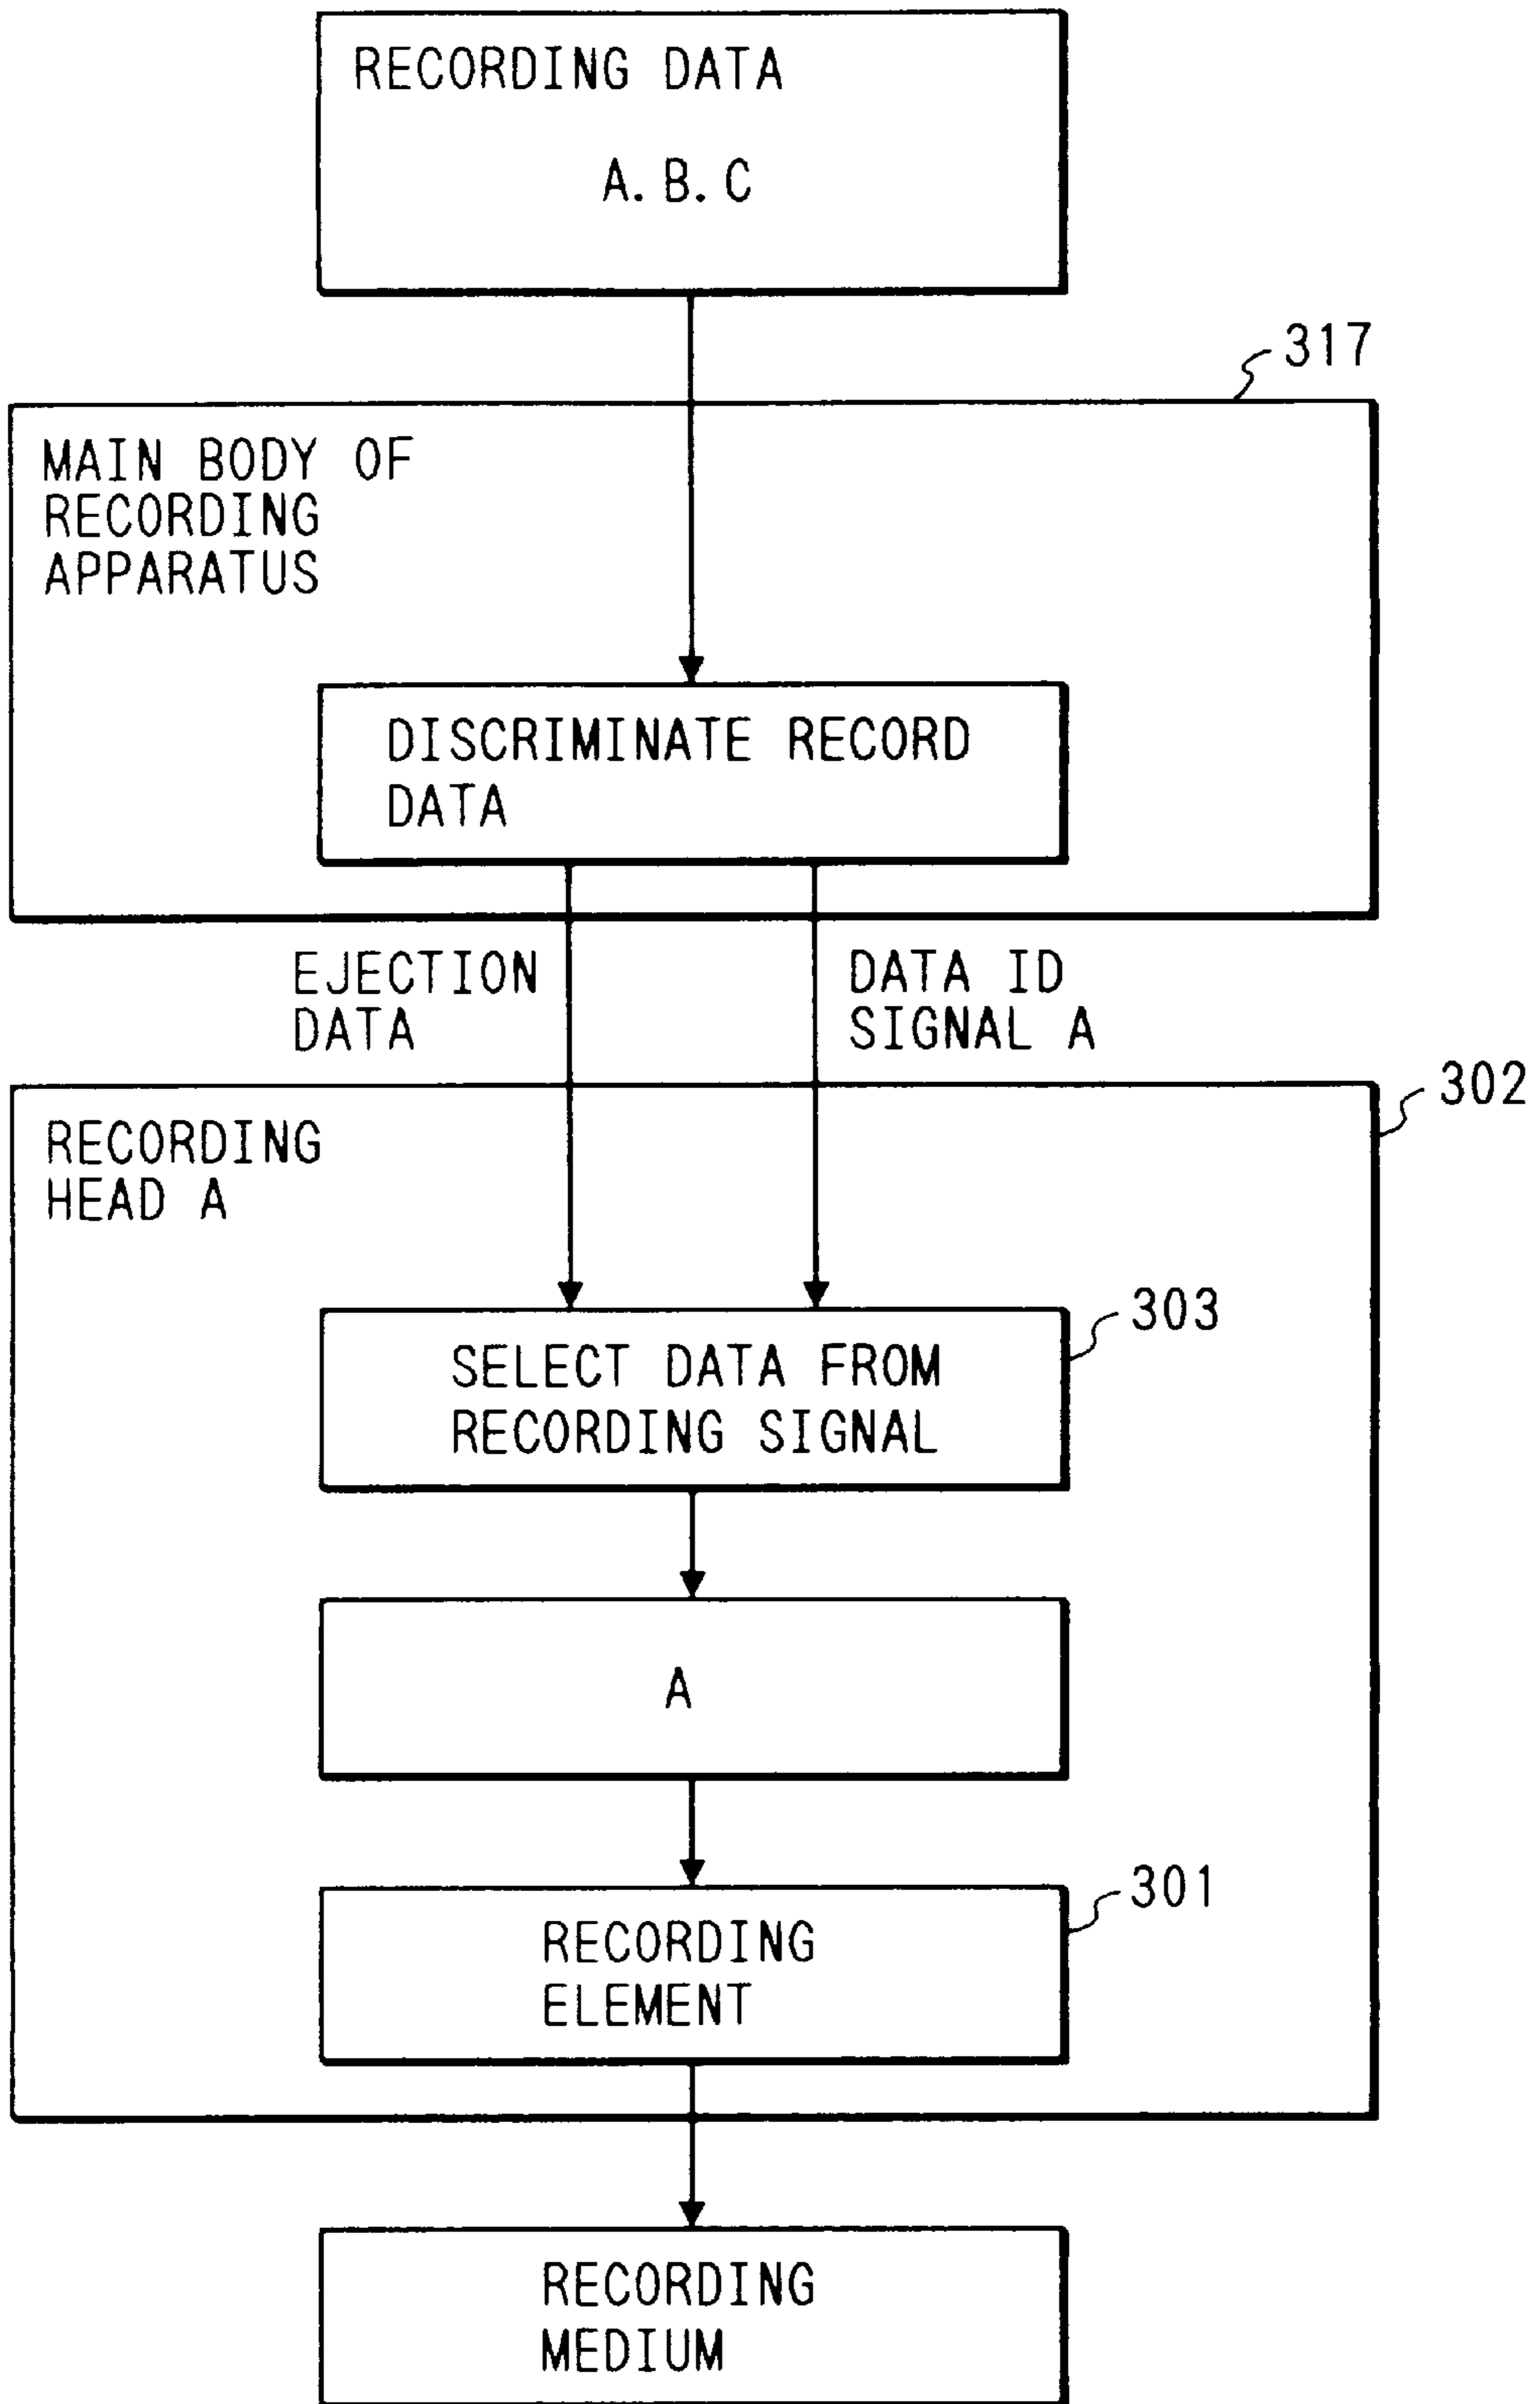 RECORDING DATA
A.B.C
317
MAIN BODY OF
RECORDING
APPARATUS
DISCRIMINATE RECORD
DATA
EJECTION
DATA
DATA ID
SIGNAL A
302
RECORDING
HEAD A
303
SELECT DATA FROM
RECORDING SIGNAL
A
301
RECORDING
ELEMENT
RECORDING
MEDIUM